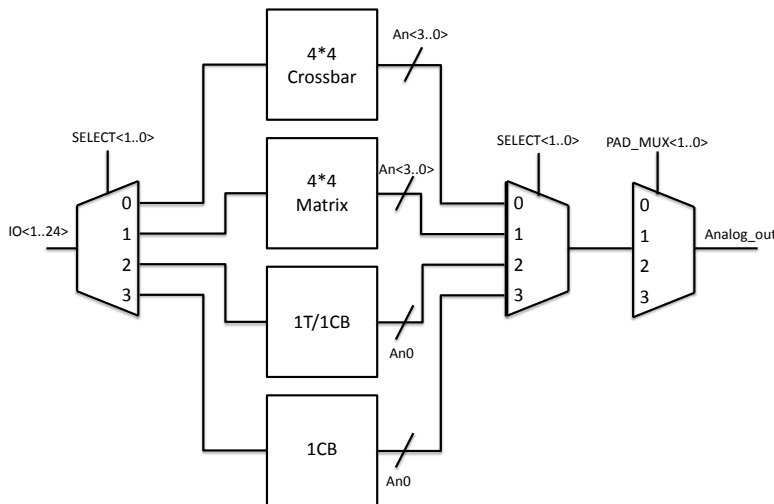 4*4
Crossbar
An<3..0>
SELECT<1..0>
IO<1..24>
0
1
2
3
4*4
Matrix
An<3..0>
1T/1CB
An0
1CB
An0
SELECT<1..0>
0
1
2
3
PAD_MUX<1..0>
0
1
2
3
Analog_out